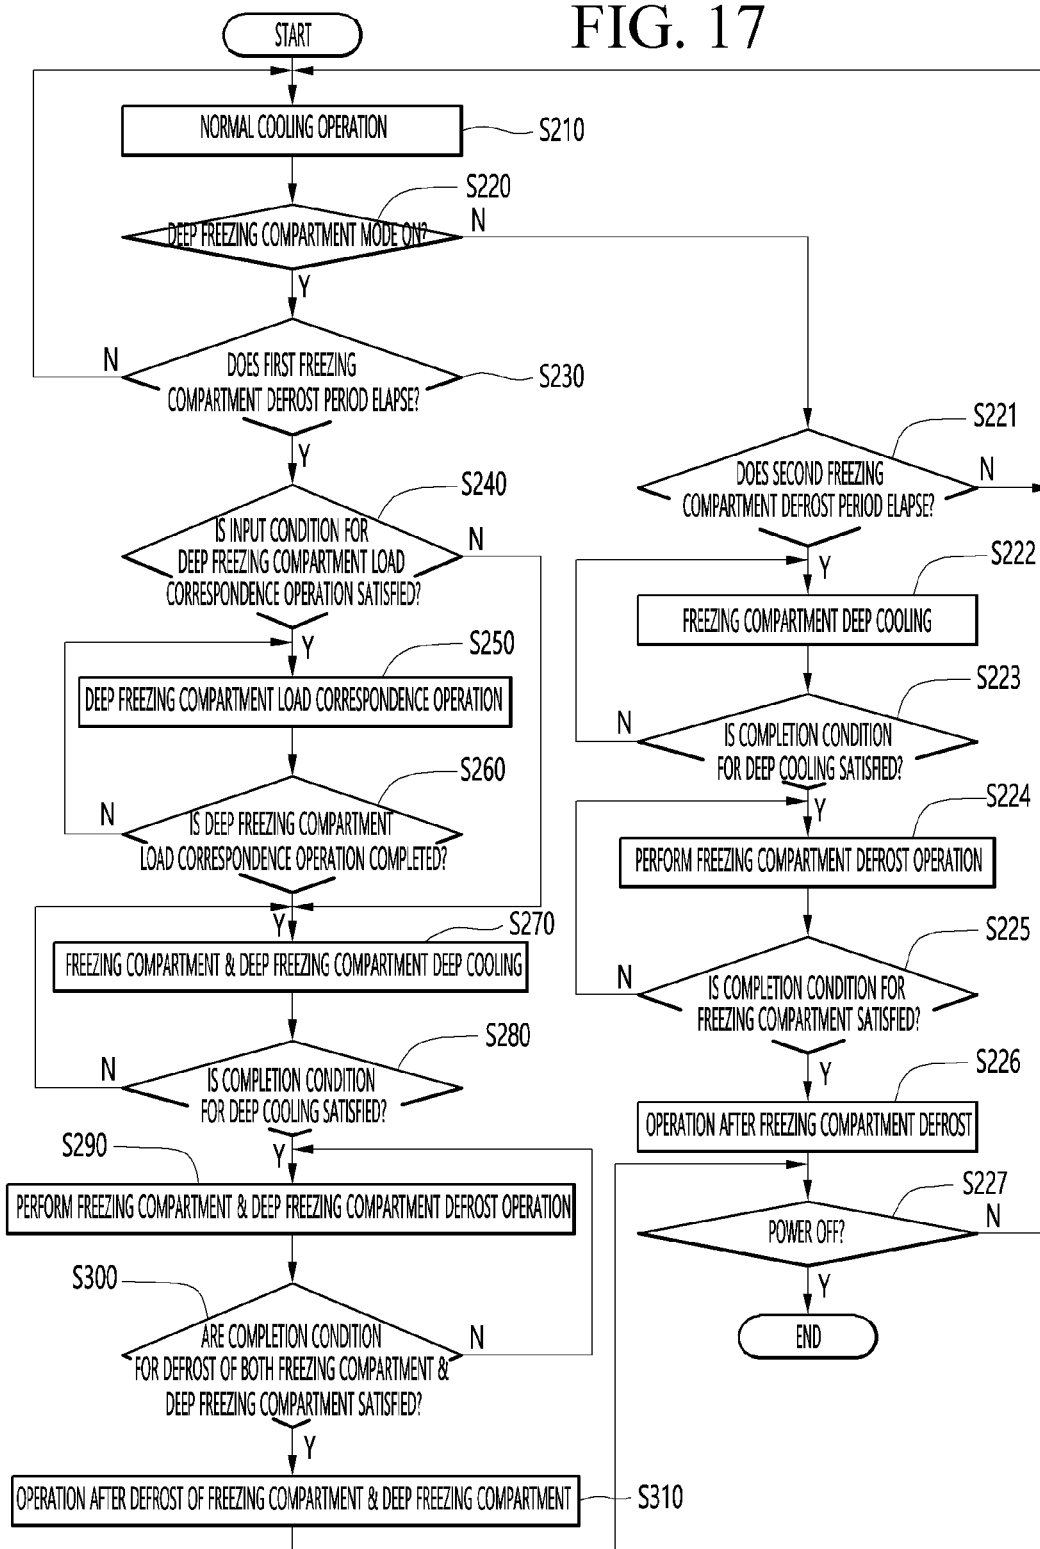 FIG. 17
START
NORMAL COOLING OPERATION
S210
S220
DEEP FREEZING COMPARTMENT MODE ON?
N
Y
DOES FIRST FREEZING
COMPARTMENT DEFROST PERIOD ELAPSE?
N
S230
Y
S240
IS INPUT CONDITION FOR
DEEP FREEZING COMPARTMENT LOAD
CORRESPONDENCE OPERATION SATISFIED?
N
Y
S250
DEEP FREEZING COMPARTMENT LOAD CORRESPONDENCE OPERATION
S260
N
IS DEEP FREEZING COMPARTMENT
LOAD CORRESPONDENCE OPERATION COMPLETED?
Y
S270
FREEZING COMPARTMENT & DEEP FREEZING COMPARTMENT DEEP COOLING
S280
N
IS COMPLETION CONDITION
FOR DEEP COOLING SATISFIED?
Y
S290
PERFORM FREEZING COMPARTMENT & DEEP FREEZING COMPARTMENT DEFROST OPERATION
S300
ARE COMPLETION CONDITION
FOR DEFROST OF BOTH FREEZING COMPARTMENT &
DEEP FREEZING COMPARTMENT SATISFIED?
N
Y
OPERATION AFTER DEFROST OF FREEZING COMPARTMENT & DEEP FREEZING COMPARTMENT
S310
S221
DOES SECOND FREEZING
COMPARTMENT DEFROST PERIOD ELAPSE?
N
Y
S222
FREEZING COMPARTMENT DEEP COOLING
S223
N
IS COMPLETION CONDITION
FOR DEEP COOLING SATISFIED?
Y
S224
PERFORM FREEZING COMPARTMENT DEFROST OPERATION
S225
N
IS COMPLETION CONDITION FOR
FREEZING COMPARTMENT SATISFIED?
Y
S226
OPERATION AFTER FREEZING COMPARTMENT DEFROST
S227
POWER OFF?
N
Y
END